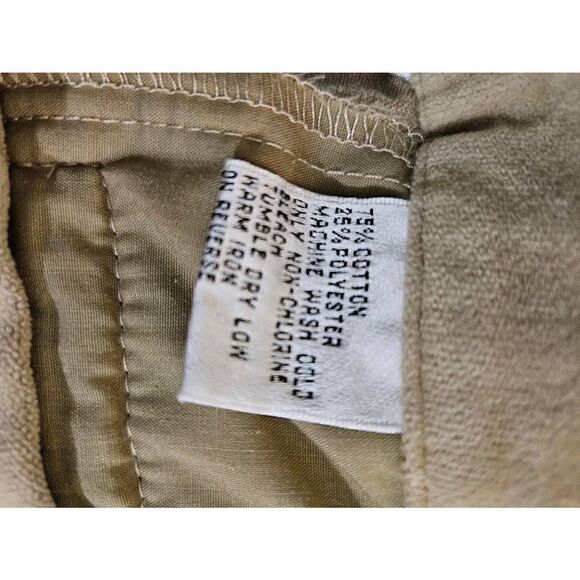 75% COTTON
25% POLYESTER
MACHINE WASH COLD
ONLY NON-CHLORINE
BLEACH
TUMBLE DRY LOW
WARM IRON
ON REVERSE